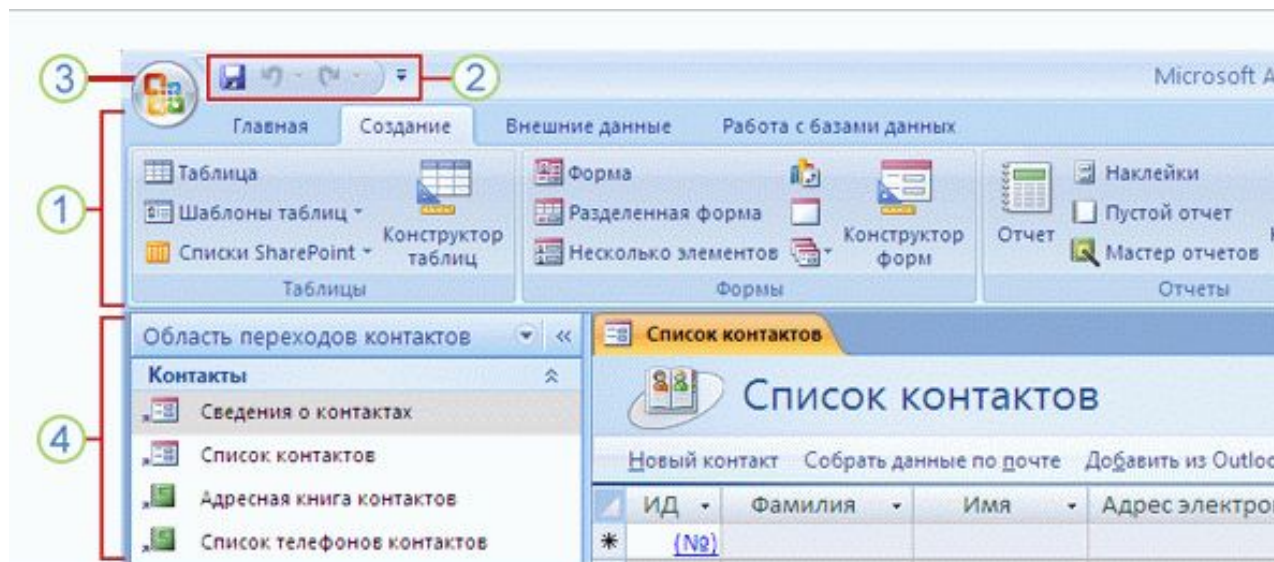 3
2
Microsoft A
Главная Создание Внешние данные Работа с базами данных
1
Таблица
Шаблоны таблиц
Списки SharePoint
Конструктор таблиц
Таблицы
Форма
Разделенная форма
Несколько элементов
Конструктор форм
Формы
Отчет
Наклейки
Пустой отчет
Мастер отчетов
Отчеты
4
Область переходов контактов
Контакты
Сведения о контактах
Список контактов
Адресная книга контактов
Список телефонов контактов
Список контактов
Список контактов
Новый контакт Собрать данные по почте Добавить из Outloo
ИД Фамилия Имя Адрес электро
* (№)